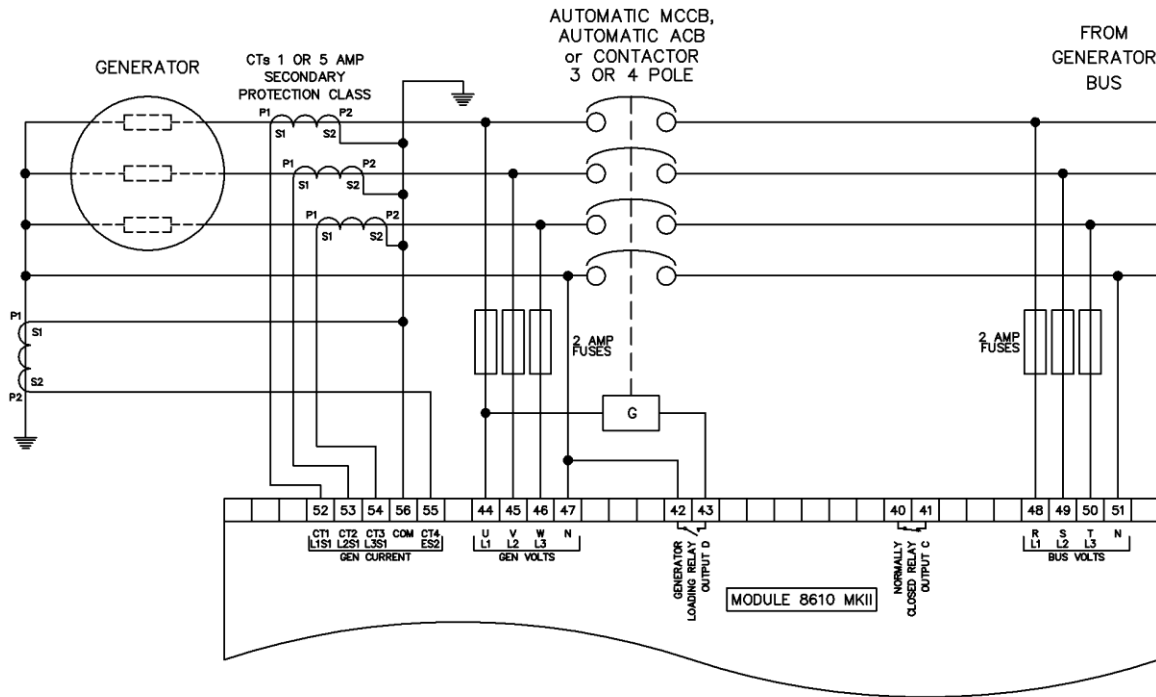 AUTOMATIC MCCB,
AUTOMATIC ACB
or CONTACTOR
3 OR 4 POLE
FROM
GENERATOR
BUS
GENERATOR
CTs 1 OR 5 AMP
SECONDARY
PROTECTION CLASS
P1 P2
S1 S2
P1 P2
S1 S2
P1 P2
S1 S2
P1
S1
S2
P2
2 AMP
FUSES
2 AMP
FUSES
G
52 53 54 56 55 44 45 46 47 42 43 40 41 48 49 50 51
CT1 CT2 CT3 COM CT4
L1S1 L2S1 L3S1 ES2
GEN CURRENT
U V W N
L1 L2 L3
GEN VOLTS
GENERATOR
LOADING RELAY
OUTPUT D
NORMALLY
CLOSED RELAY
OUTPUT C
R S T N
L1 L2 L3
BUS VOLTS
MODULE 8610 MKII